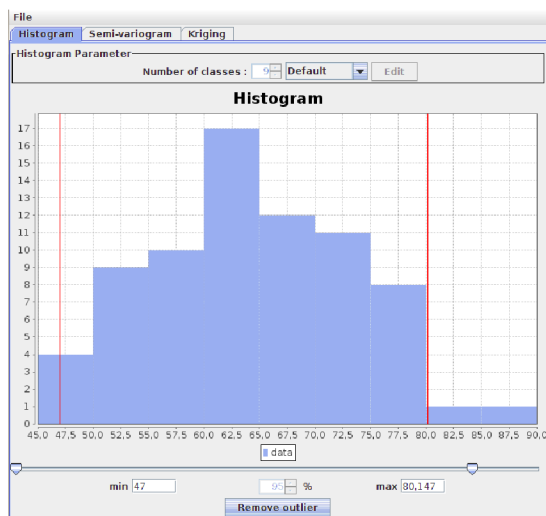 File
Histogram Semi-variogram Kriging
Histogram Parameter
Number of classes : 9 Default Edit
Histogram
17
16
15
14
13
12
11
10
9
8
7
6
5
4
3
2
1
0
45,0 47,5 50,0 52,5 55,0 57,5 60,0 62,5 65,0 67,5 70,0 72,5 75,0 77,5 80,0 82,5 85,0 87,5 90,0
data
min 47 95 % max 80,147
Remove outlier